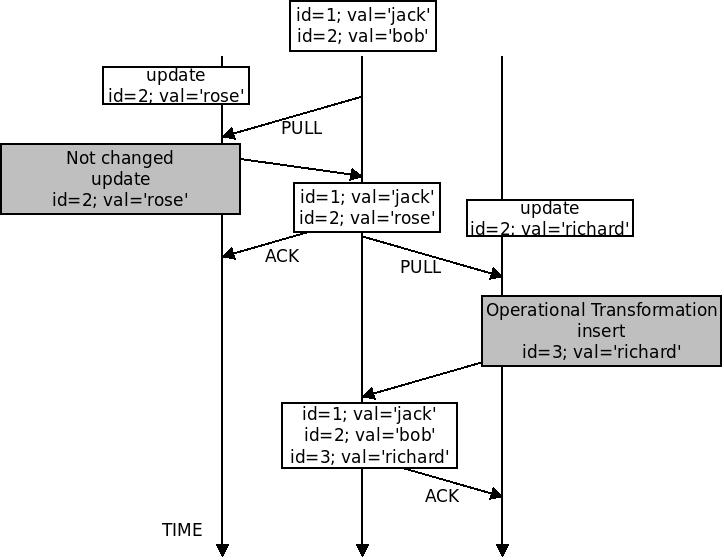 id=1; val='jack'
id=2; val='bob'
update
id=2; val='rose'
PULL
Not changed
update
id=2; val='rose'
id=1; val='jack'
id=2; val='rose'
update
id=2; val='richard'
ACK
PULL
Operational Transformation
insert
id=3; val='richard'
id=1; val='jack'
id=2; val='bob'
id=3; val='richard'
ACK
TIME